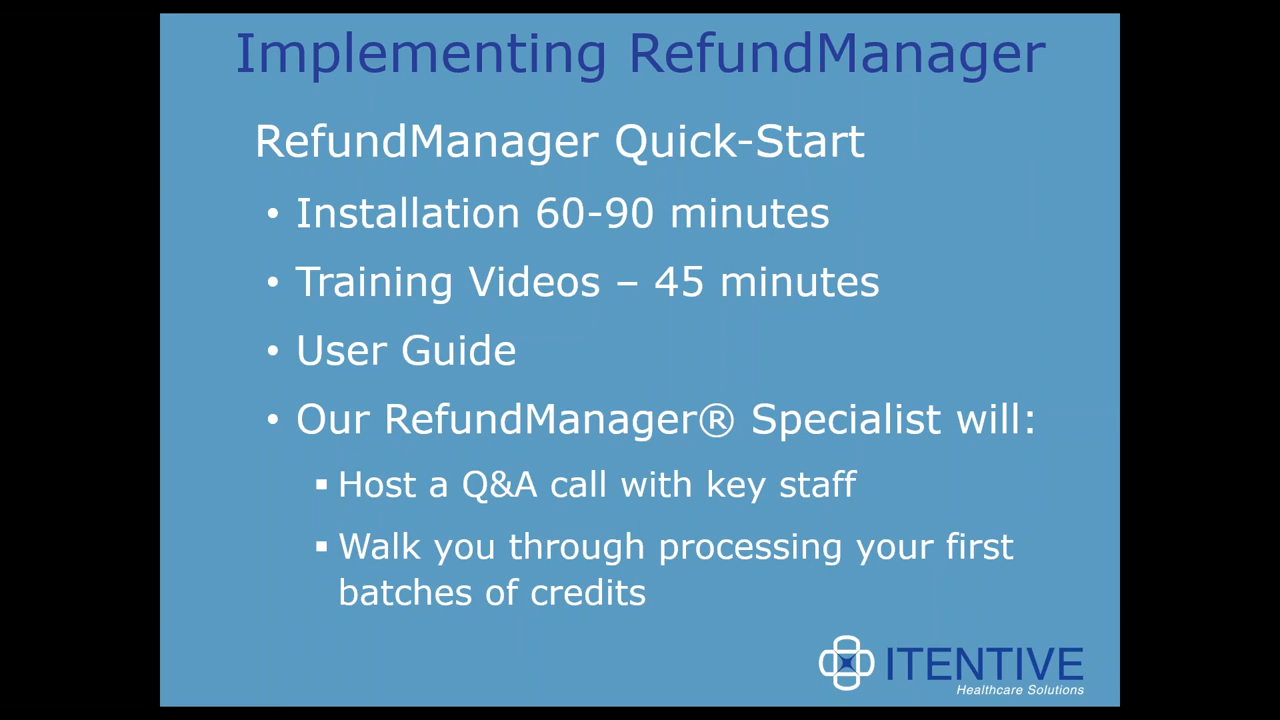 Implementing RefundManager
RefundManager Quick-Start
• Installation 60-90 minutes
• Training Videos – 45 minutes
• User Guide
• Our RefundManager® Specialist will:
▪ Host a Q&A call with key staff
▪ Walk you through processing your first
batches of credits
ITENTIVE
Healthcare Solutions